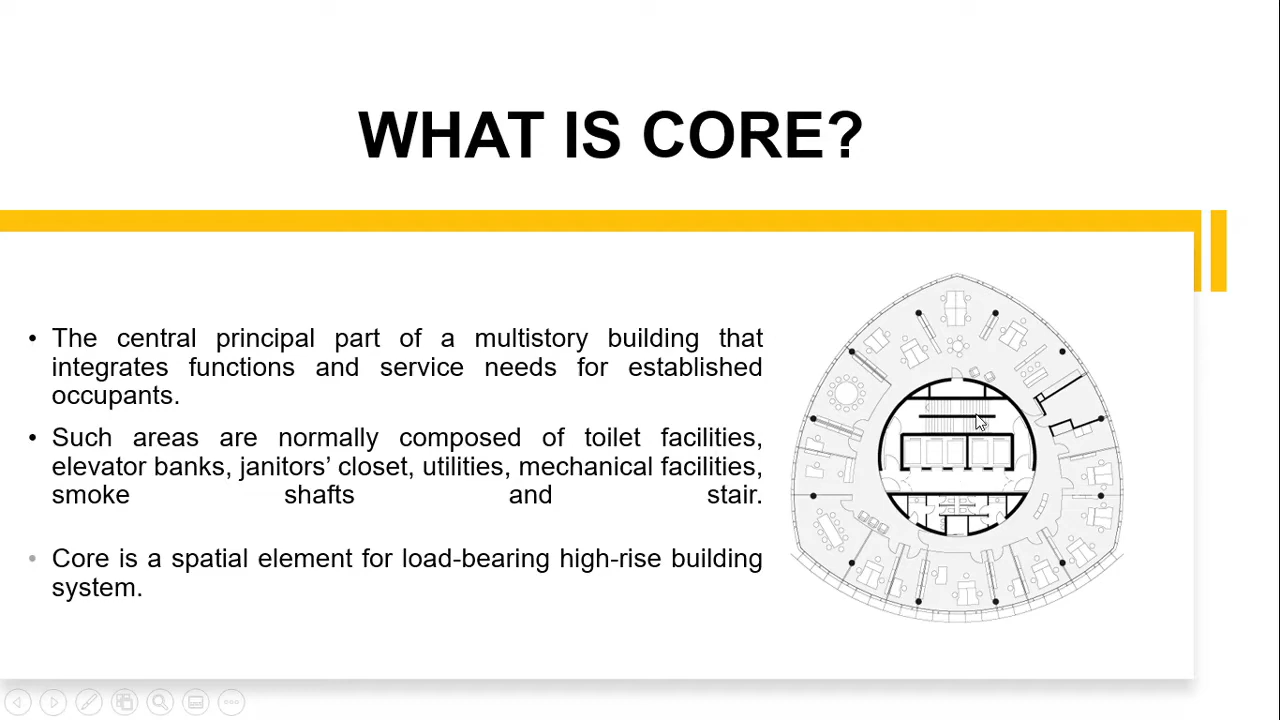 WHAT IS CORE?
• The central principal part of a multistory building that
integrates functions and service needs for established
occupants.
• Such areas are normally composed of toilet facilities,
elevator banks, janitors’ closet, utilities, mechanical facilities,
smoke shafts and stair.
• Core is a spatial element for load-bearing high-rise building
system.